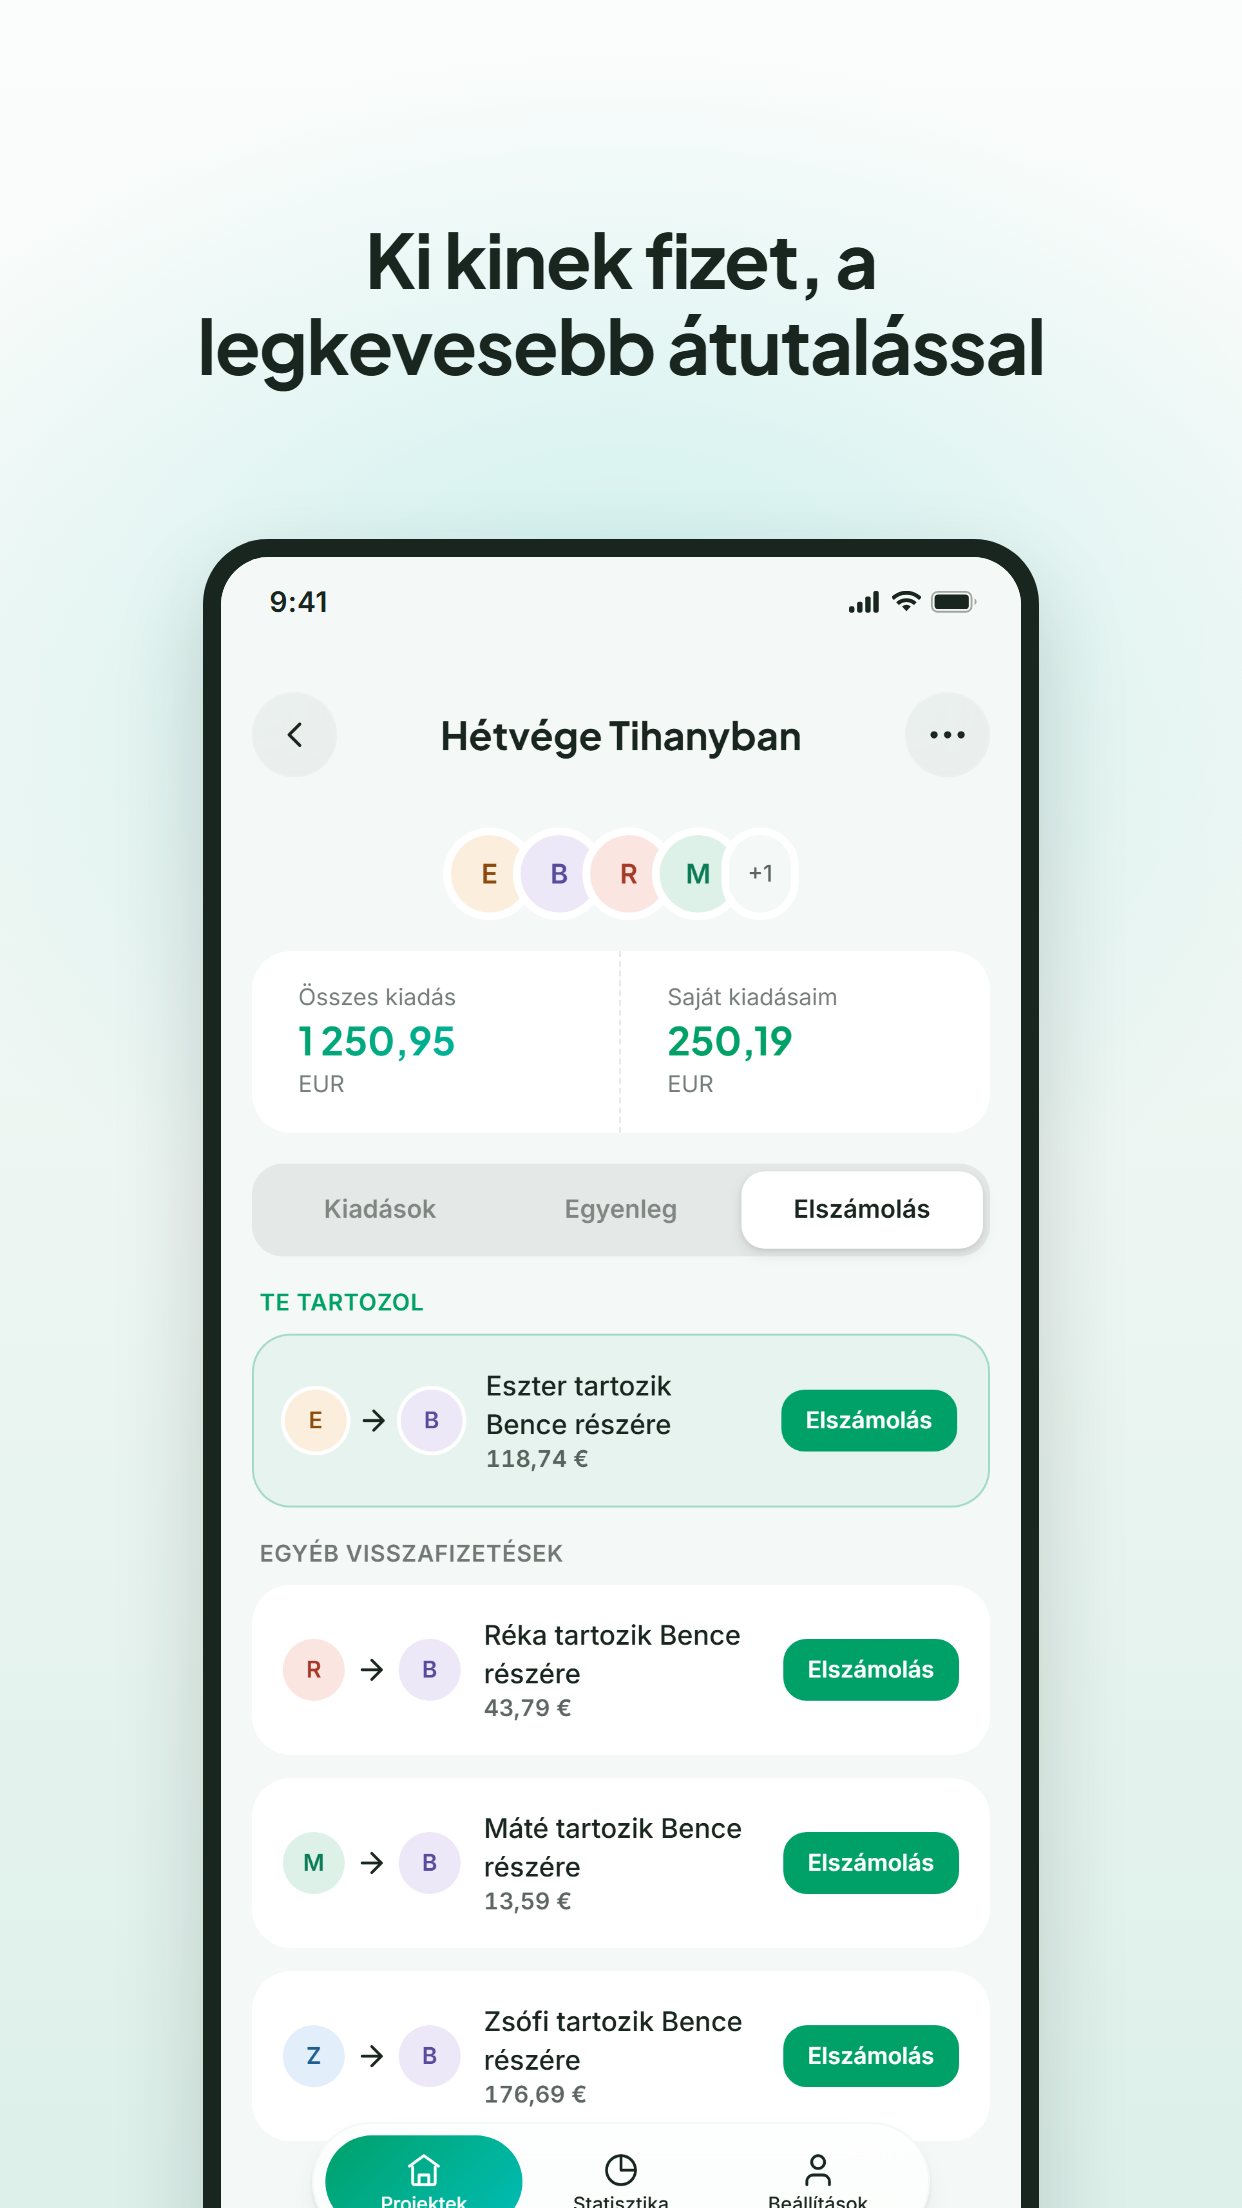 Ki kinek fizet, a
legkevesebb átutalással
9:41
Hétvége Tihanyban
E B R M +1
Összes kiadás
1 250,95
EUR
Saját kiadásaim
250,19
EUR
Kiadások Egyenleg Elszámolás
TE TARTOZOL
E B
Eszter tartozik
Bence részére
118,74 €
Elszámolás
EGYÉB VISSZAFIZETÉSEK
R B
Réka tartozik Bence
részére
43,79 €
Elszámolás
M B
Máté tartozik Bence
részére
13,59 €
Elszámolás
Z B
Zsófi tartozik Bence
részére
176,69 €
Elszámolás
Projektek Statisztika Beállítások